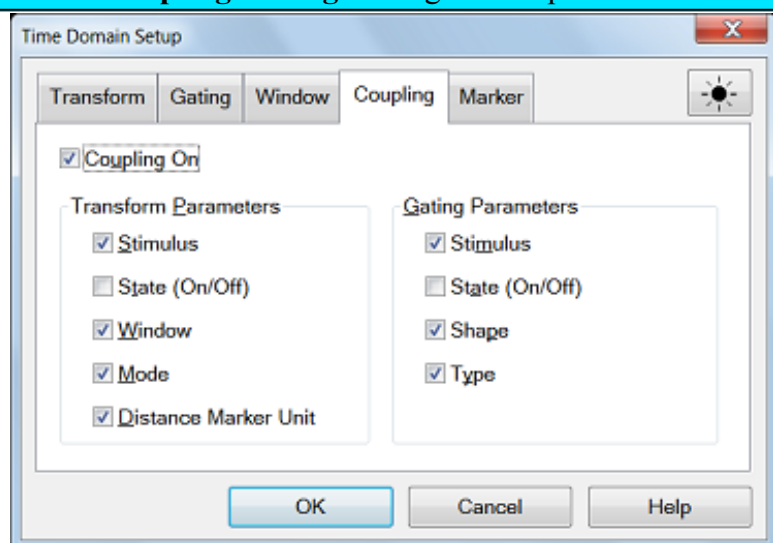 Time Domain Setup
Transform Gating Window Coupling Marker
Coupling On
Transform Parameters
Stimulus
State (On/Off)
Window
Mode
Distance Marker Unit
Gating Parameters
Stimulus
State (On/Off)
Shape
Type
OK Cancel Help